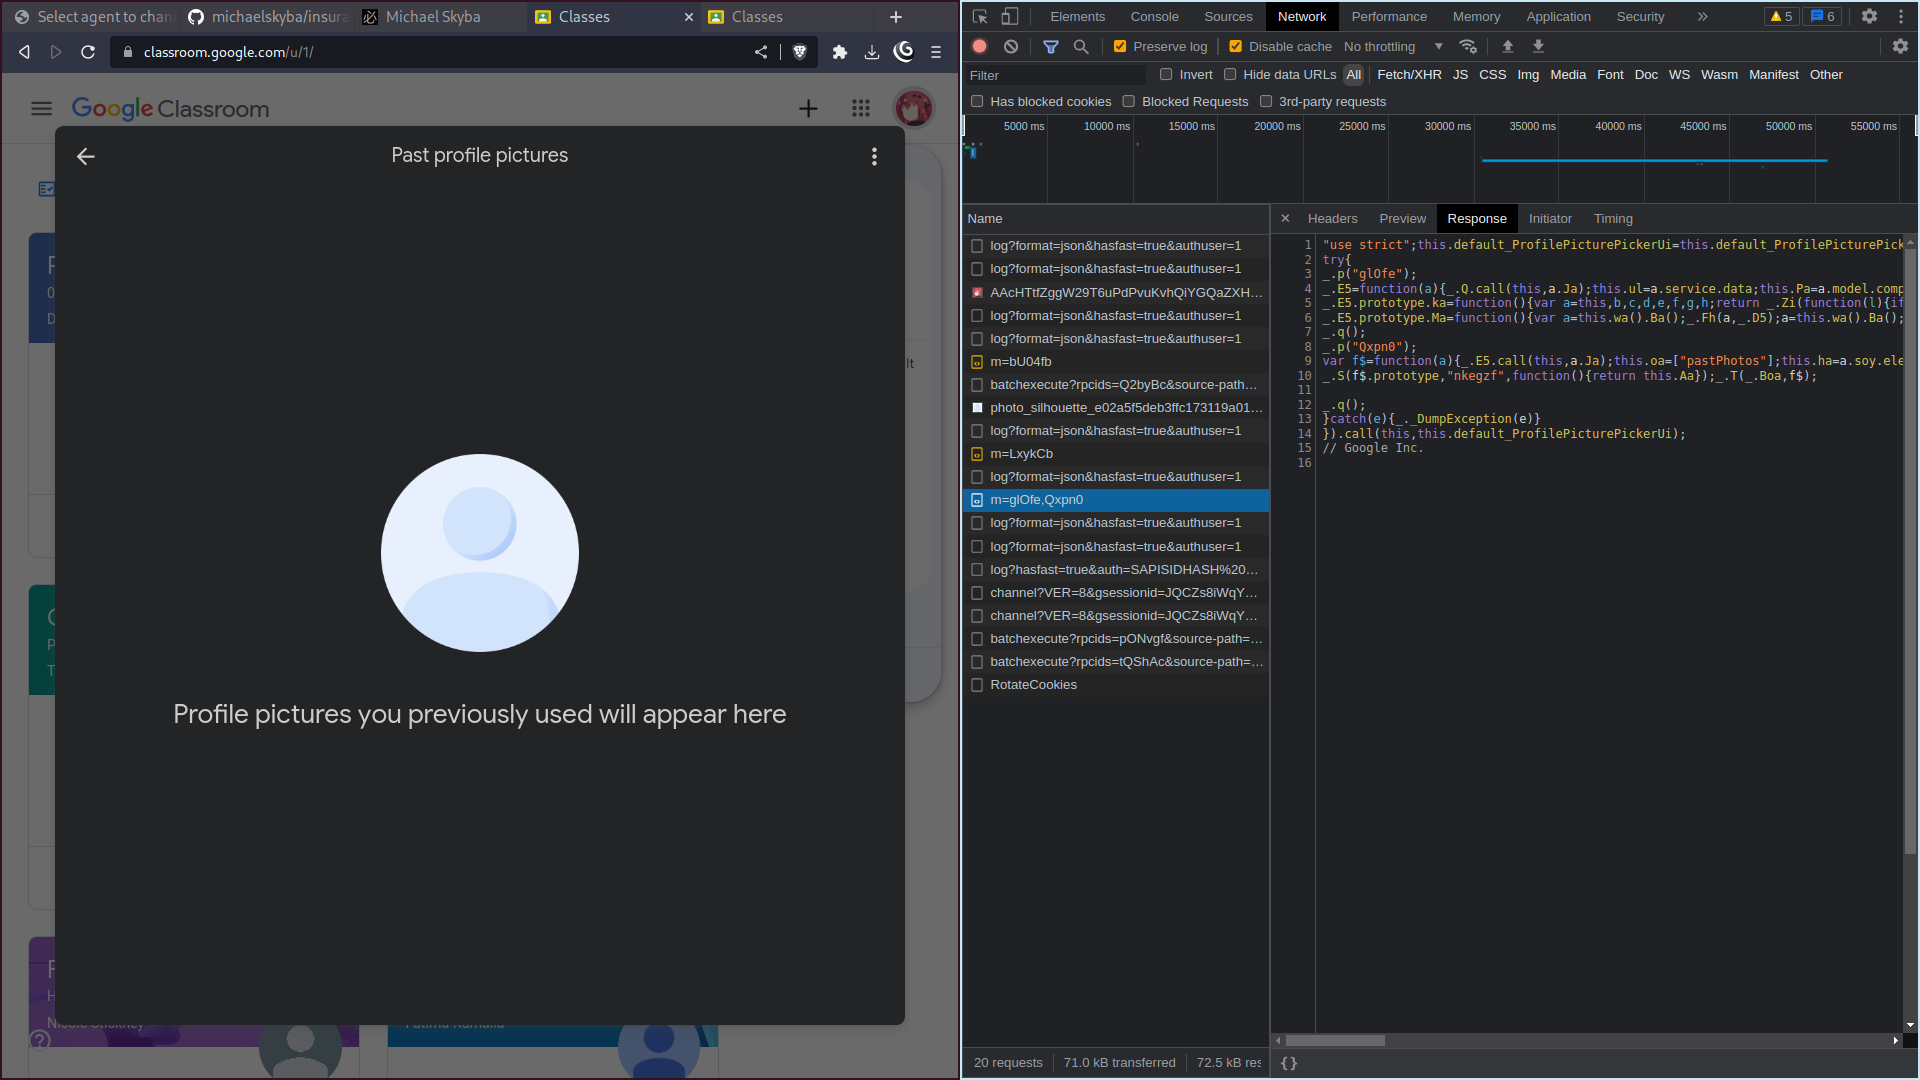 Select agent to chan
michaelskyba/insura
Michael Skyba
Classes
Classes
classroom.google.com/u/1/
Google Classroom
Past profile pictures
Profile pictures you previously used will appear here
lt
Elements Console Sources Network Performance Memory Application Security 5 6
Preserve log Disable cache No throttling
Filter Invert Hide data URLs All Fetch/XHR JS CSS Img Media Font Doc WS Wasm Manifest Other
Has blocked cookies Blocked Requests 3rd-party requests
5000 ms 10000 ms 15000 ms 20000 ms 25000 ms 30000 ms 35000 ms 40000 ms 45000 ms 50000 ms 55000 ms
Name
log?format=json&hasfast=true&authuser=1
log?format=json&hasfast=true&authuser=1
AAcHTtfZggW29T6uPdPvuKvhQiYGQaZXH...
log?format=json&hasfast=true&authuser=1
log?format=json&hasfast=true&authuser=1
m=bU04fb
batchexecute?rpcids=Q2byBc&source-path...
photo_silhouette_e02a5f5deb3ffc173119a01...
log?format=json&hasfast=true&authuser=1
m=LxykCb
log?format=json&hasfast=true&authuser=1
m=glOfe,Qxpn0
log?format=json&hasfast=true&authuser=1
log?format=json&hasfast=true&authuser=1
log?hasfast=true&auth=SAPISIDHASH%20...
channel?VER=8&gsessionid=JQCZs8iWqY...
channel?VER=8&gsessionid=JQCZs8iWqY...
batchexecute?rpcids=pONvgf&source-path=...
batchexecute?rpcids=tQShAc&source-path=...
RotateCookies
20 requests 71.0 kB transferred 72.5 kB res
Headers Preview Response Initiator Timing
1 "use strict";this.default_ProfilePicturePickerUi=this.default_ProfilePicturePick
2 try{
3 _.p("glOfe");
4 _.E5=function(a){_.Q.call(this,a.Ja);this.ul=a.service.data;this.Pa=a.model.comp
5 _.E5.prototype.ka=function(){var a=this,b,c,d,e,f,g,h;return _.Zi(function(l){if
6 _.E5.prototype.Ma=function(){var a=this.wa().Ba();_.Fh(a,_.D5);a=this.wa().Ba();
7 _.q();
8 _.p("Qxpn0");
9 var f$=function(a){_.E5.call(this,a.Ja);this.oa=["pastPhotos"];this.ha=a.soy.ele
10 _.S(f$.prototype,"nkegzf",function(){return this.Aa});_.T(_.Boa,f$);
11
12 _.q();
13 }catch(e){_._DumpException(e)}
14 }).call(this,this.default_ProfilePicturePickerUi);
15 // Google Inc.
16
{}